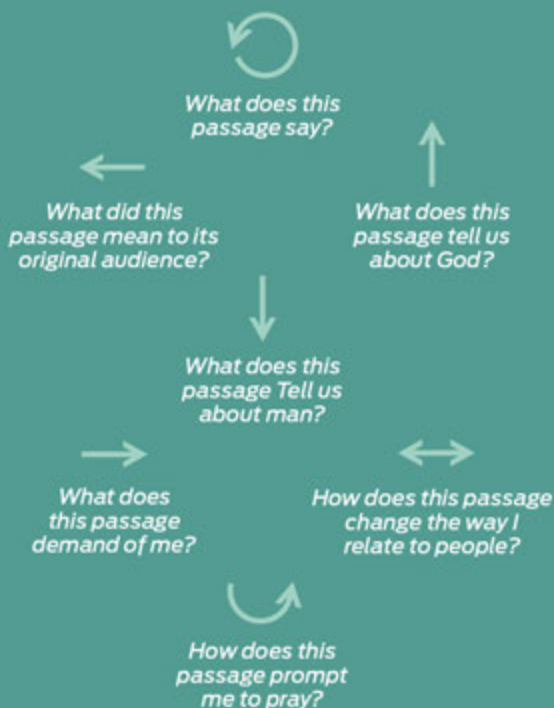 What does this
passage say?
What did this
passage mean to its
original audience?
What does this
passage tell us
about God?
What does this
passage Tell us
about man?
What does
this passage
demand of me?
How does this passage
change the way I
relate to people?
How does this
passage prompt
me to pray?